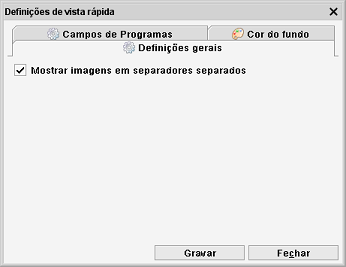 Definições de vista rápida
Campos de Programas
Cor do fundo
Definições gerais
Mostrar imagens em separadores separados
Gravar
Fechar